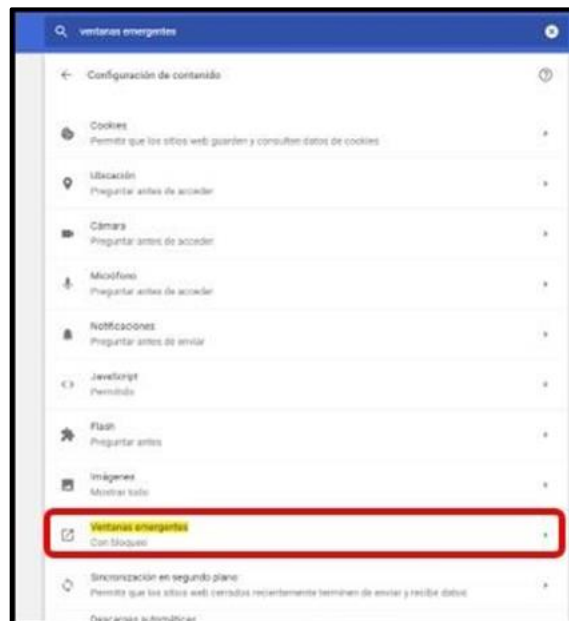 ventanas emergentes
Configuración de contenido
Cookies
Permitir que los sitios web guarden y consulten datos de cookies
Ubicación
Preguntar antes de acceder
Cámara
Preguntar antes de acceder
Micrófono
Preguntar antes de acceder
Notificaciones
Preguntar antes de enviar
JavaScript
Permitido
Flash
Preguntar antes
Imágenes
Mostrar todo
Ventanas emergentes
Con bloqueo
Sincronización en segundo plano
Permite que los sitios web cerrados recientemente terminen de enviar y recibir datos
Descargas automáticas